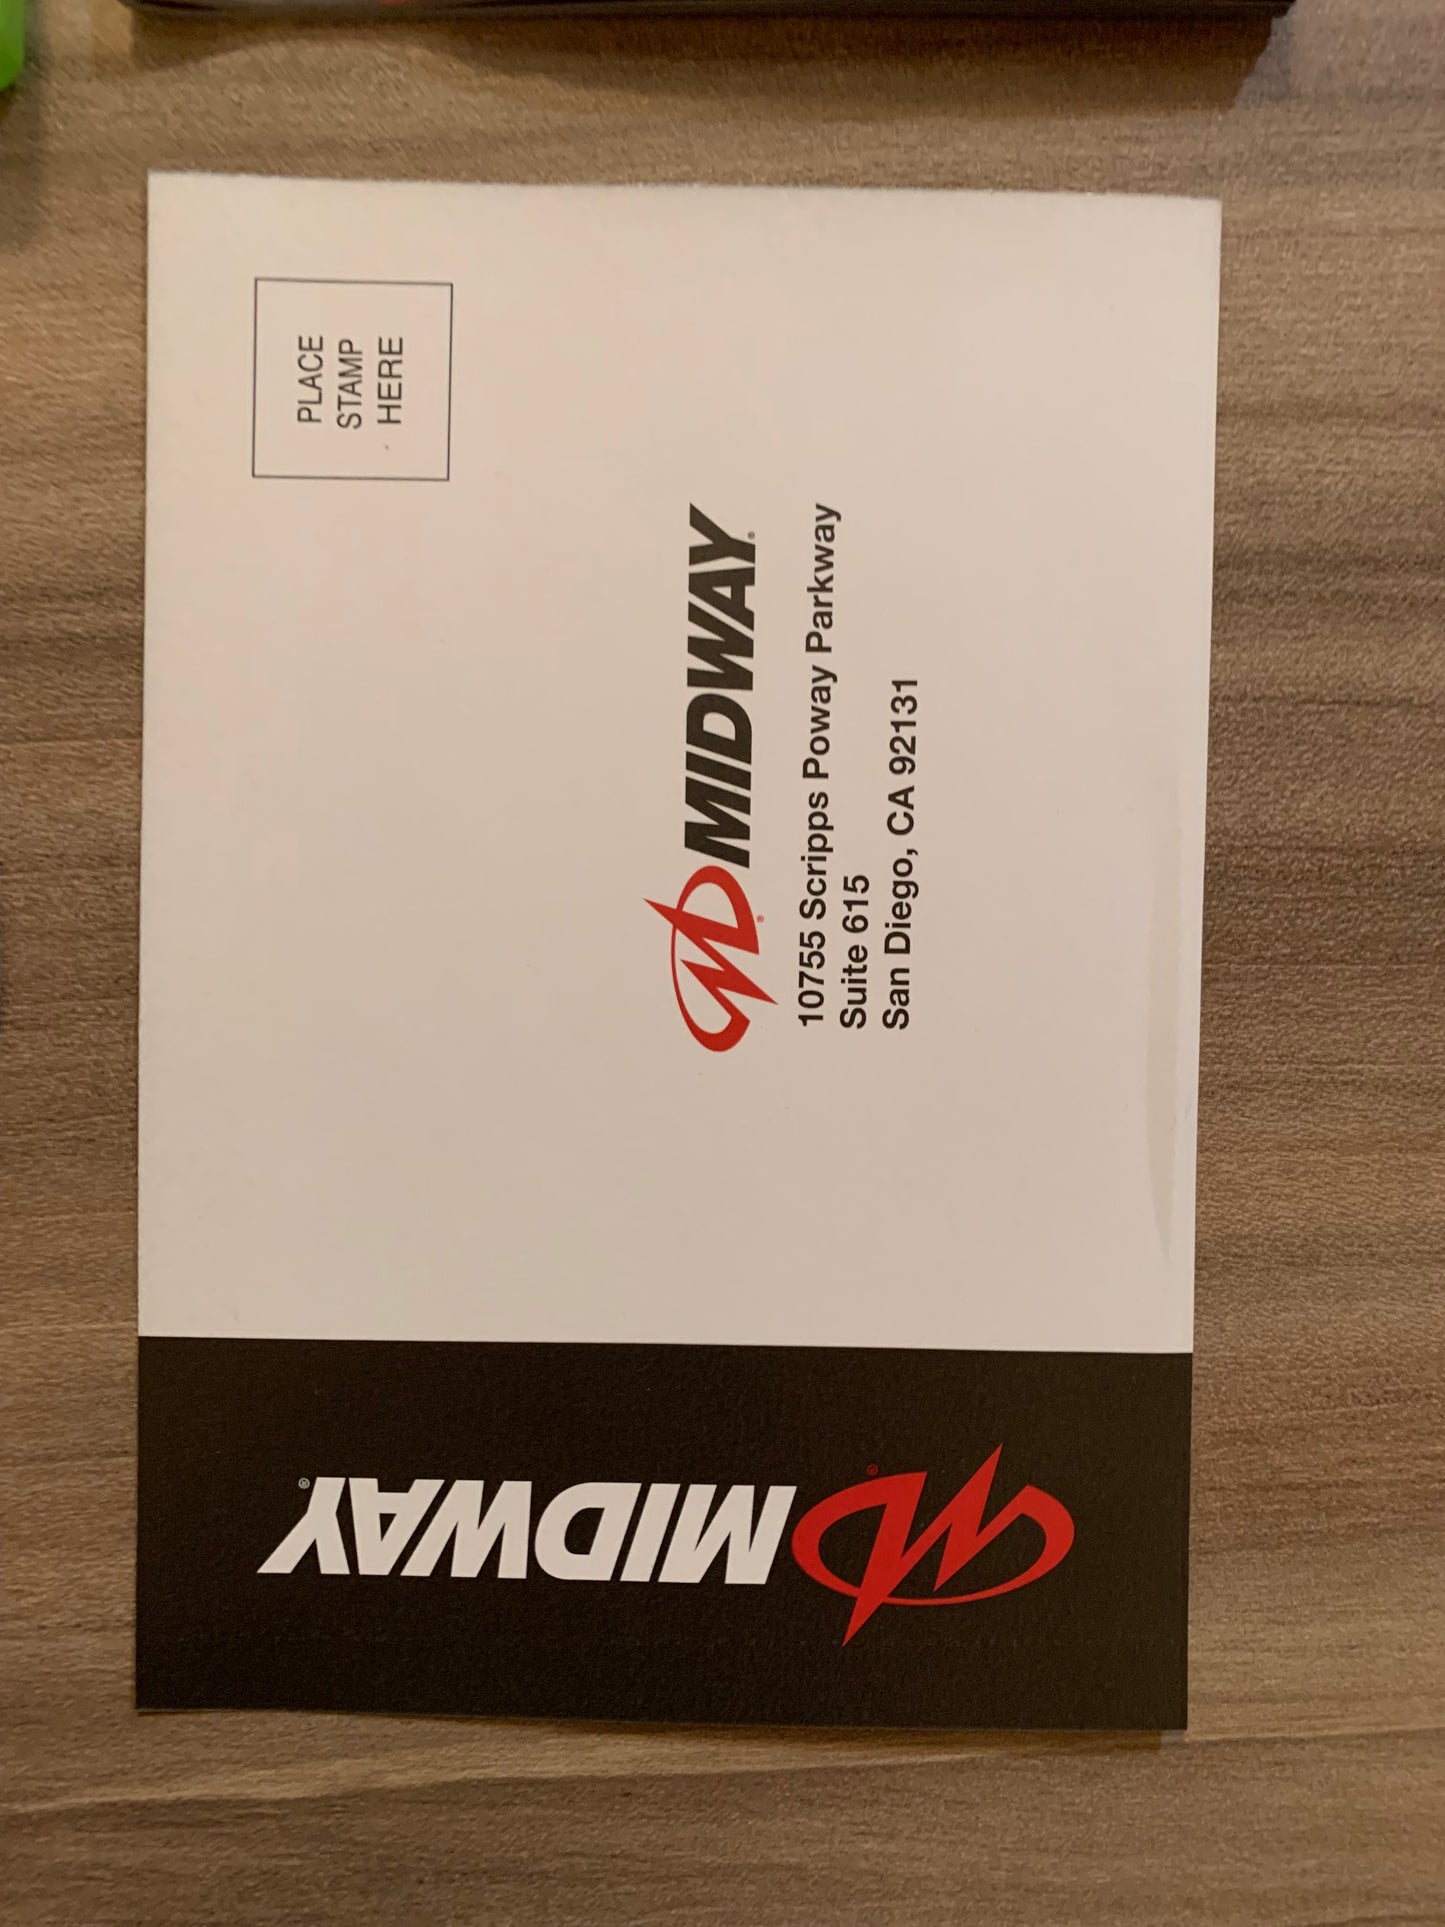 PLACE
STAMP
HERE
MIDWAY®
10755 Scripps Poway Parkway
Suite 615
San Diego, CA 92131
MIDWAY®